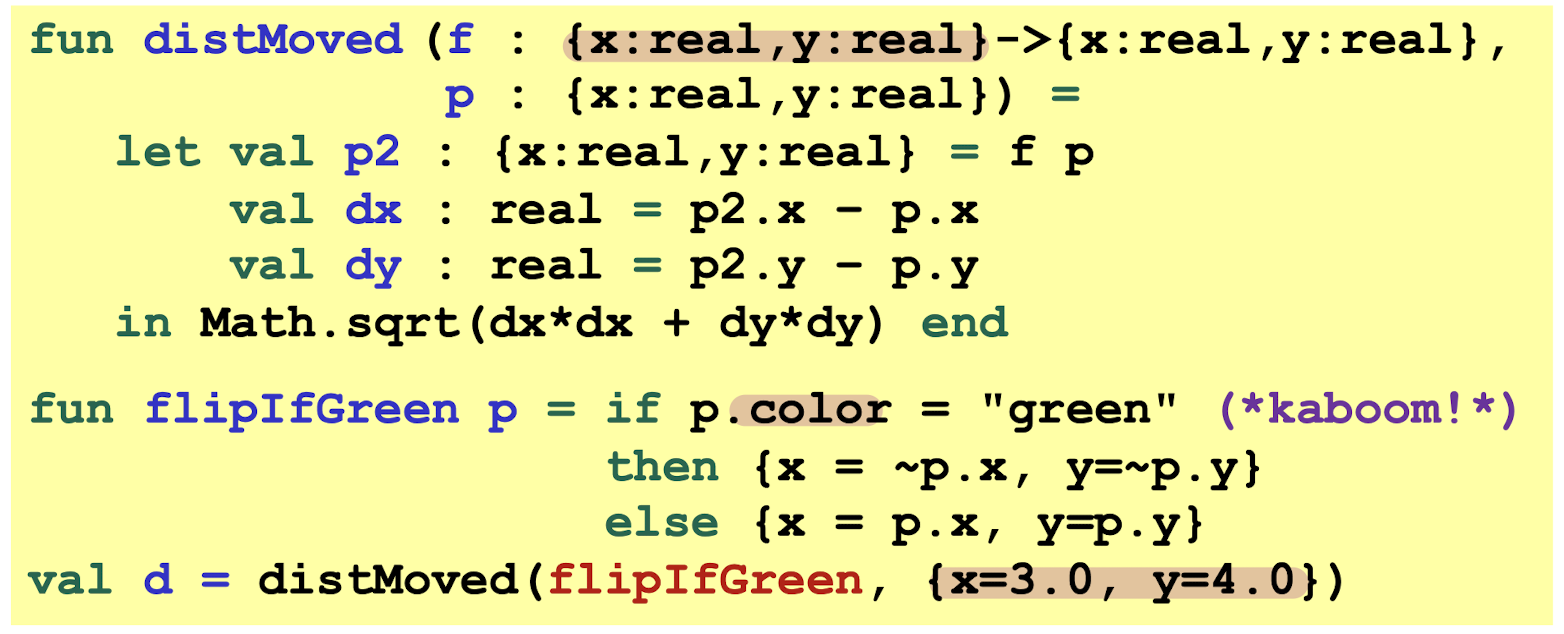 fun distMoved (f : {x:real,y:real}->{x:real,y:real},
p : {x:real,y:real}) =
let val p2 : {x:real,y:real} = f p
val dx : real = p2.x – p.x
val dy : real = p2.y – p.y
in Math.sqrt(dx*dx + dy*dy) end
fun flipIfGreen p = if p.color = "green" (*kaboom!*)
then {x = ~p.x, y=~p.y}
else {x = p.x, y=p.y}
val d = distMoved(flipIfGreen, {x=3.0, y=4.0})